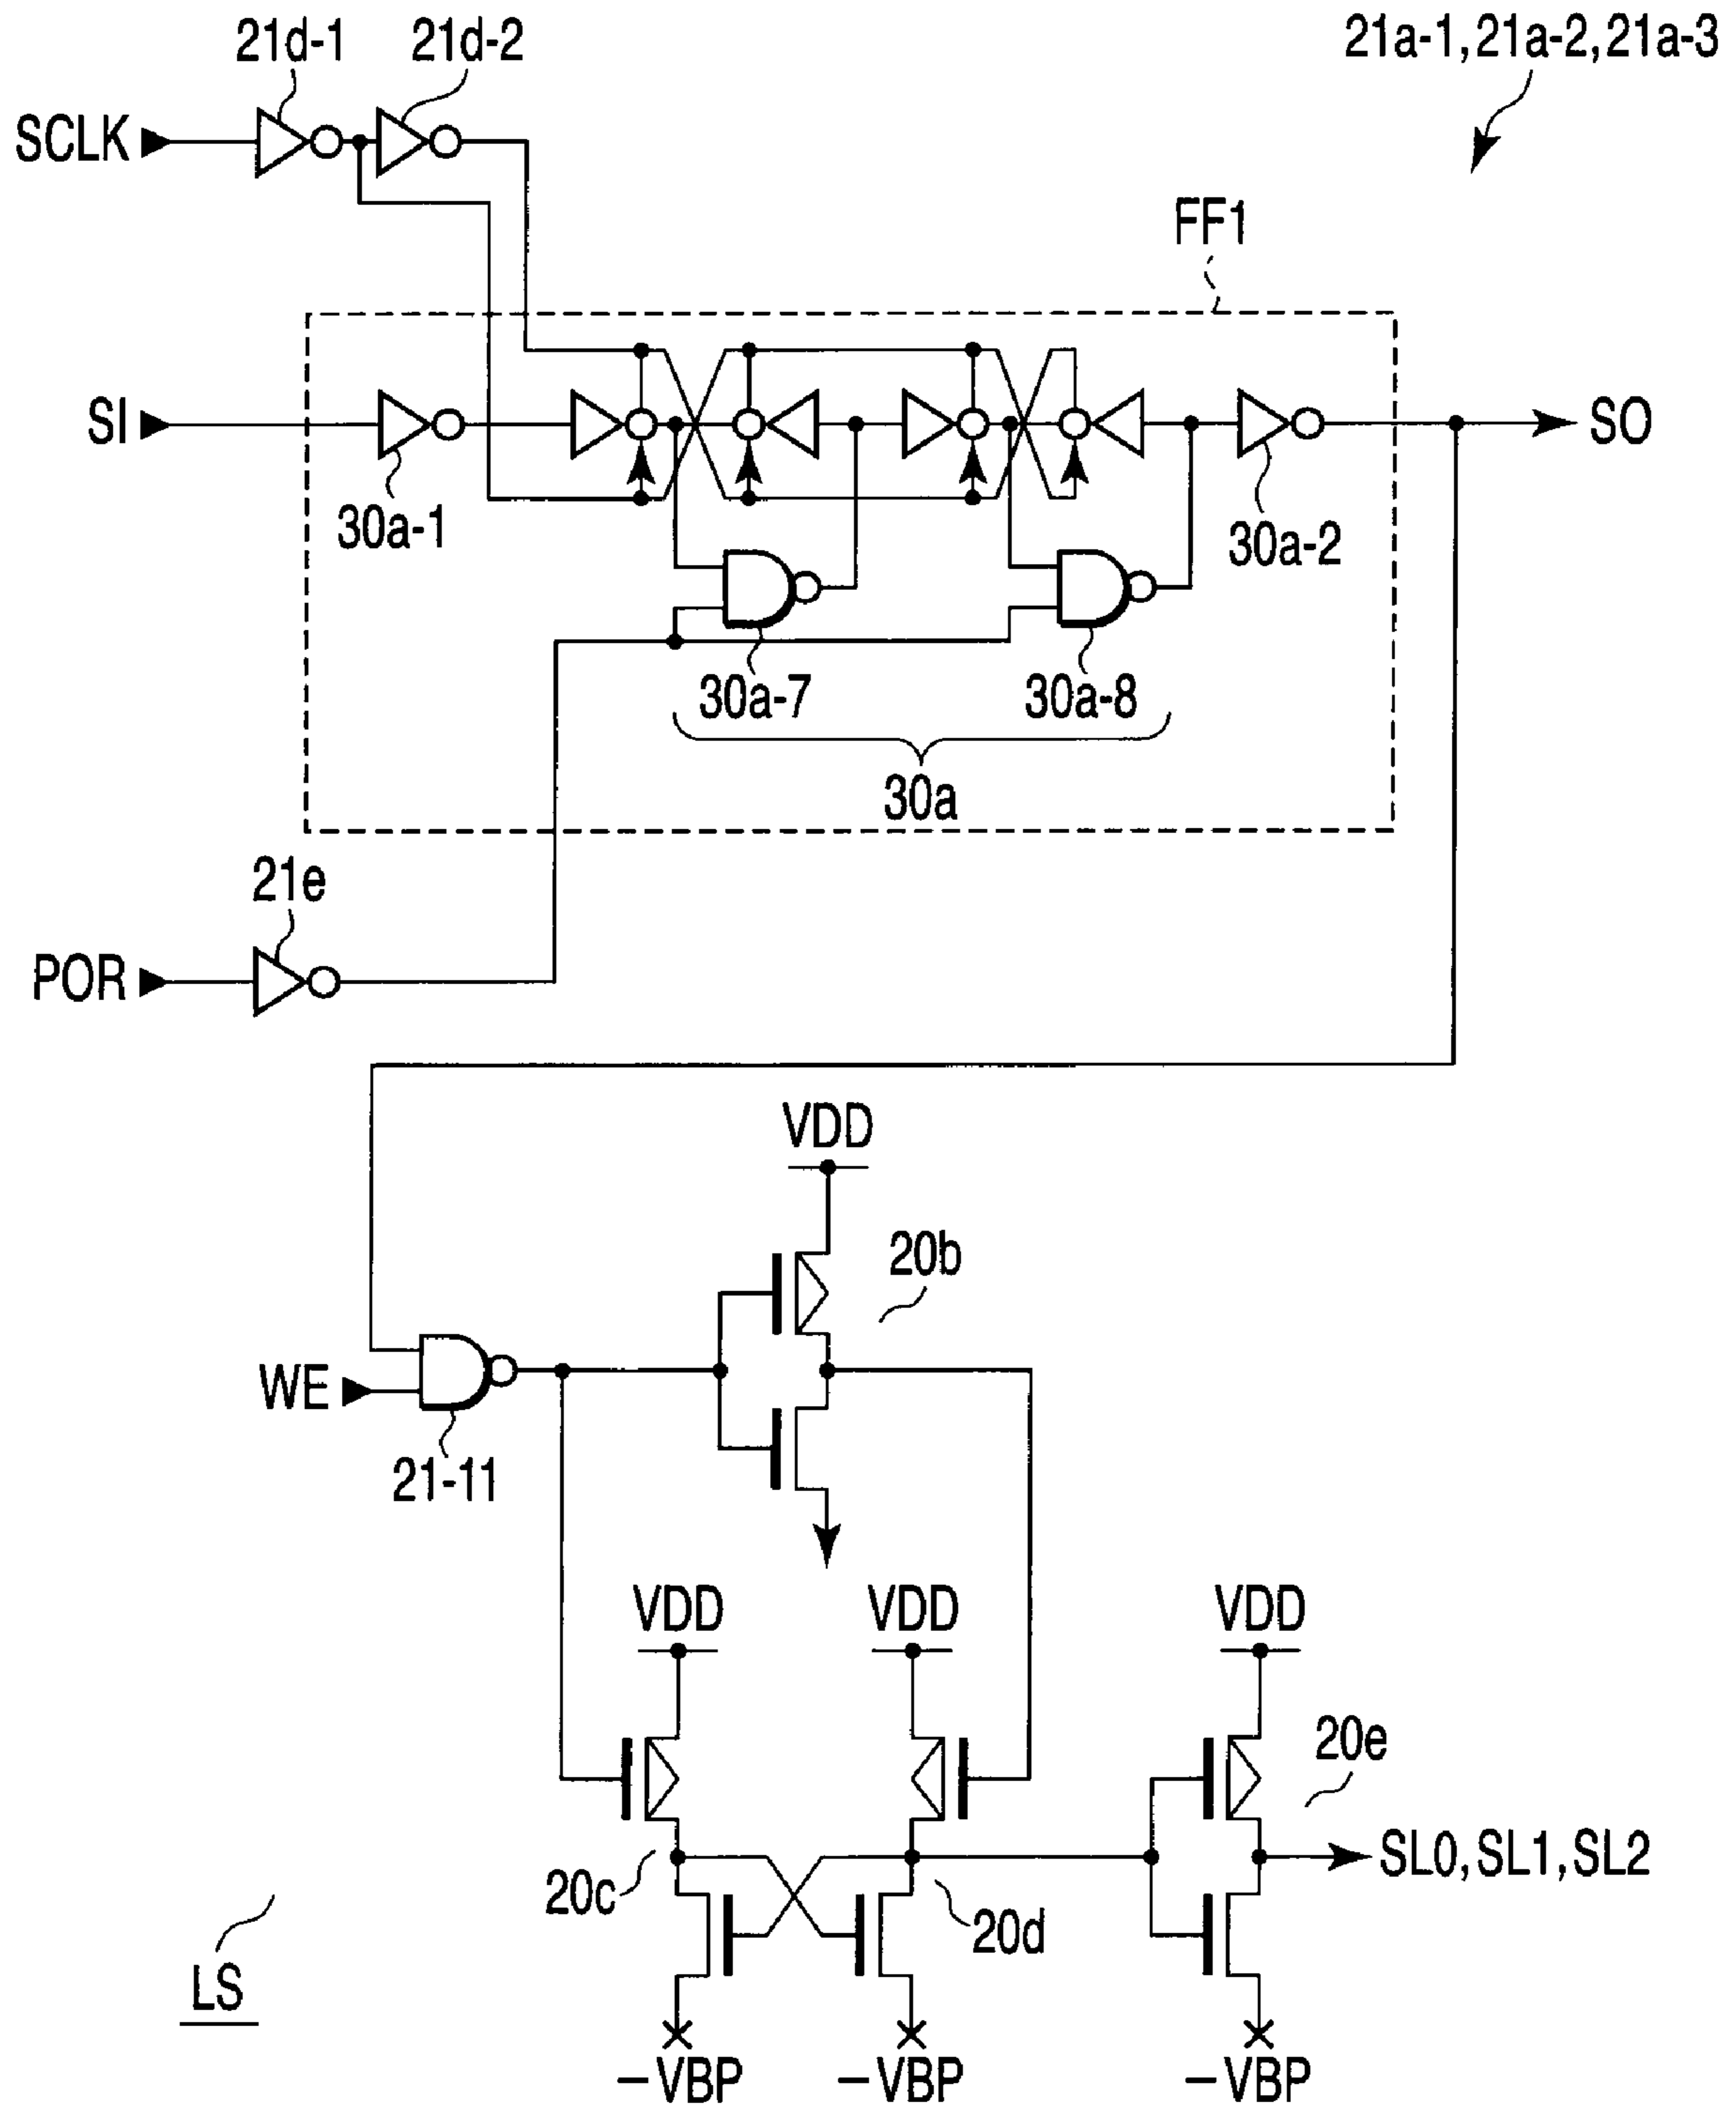 21d-1
21d-2
21a-1, 21a-2, 21a-3
SCLK
FF1
SI
SO
30a-1
30a-2
30a-7
30a-8
30a
21e
POR
VDD
20b
WE
21-11
VDD
VDD
VDD
20e
SL0, SL1, SL2
20c
20d
LS
−VBP
−VBP
−VBP